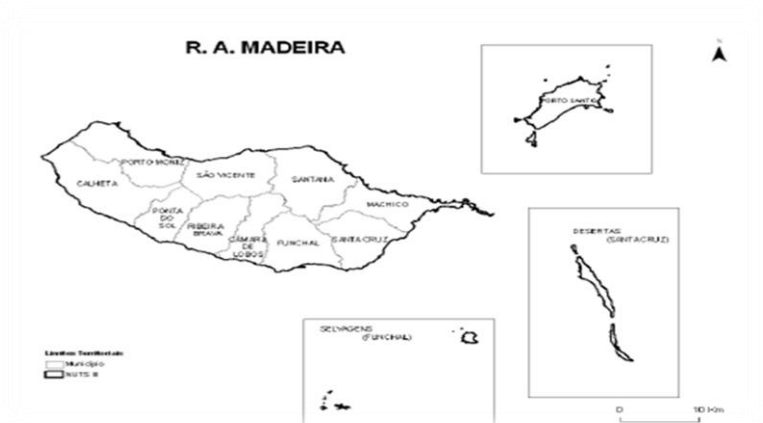 R. A. MADEIRA
N
PORTO SANTO
PORTO MONIZ
SÃO VICENTE
SANTANA
CALHETA
MACHICO
PONTA
DO
SOL
RIBEIRA
BRAVA
CÂMARA
DE
LOBOS
FUNCHAL
SANTA CRUZ
DESERTAS
(SANTA CRUZ)
SELVAGENS
(FUNCHAL)
Limites Territoriais
Município
NUTS III
0 10 Km